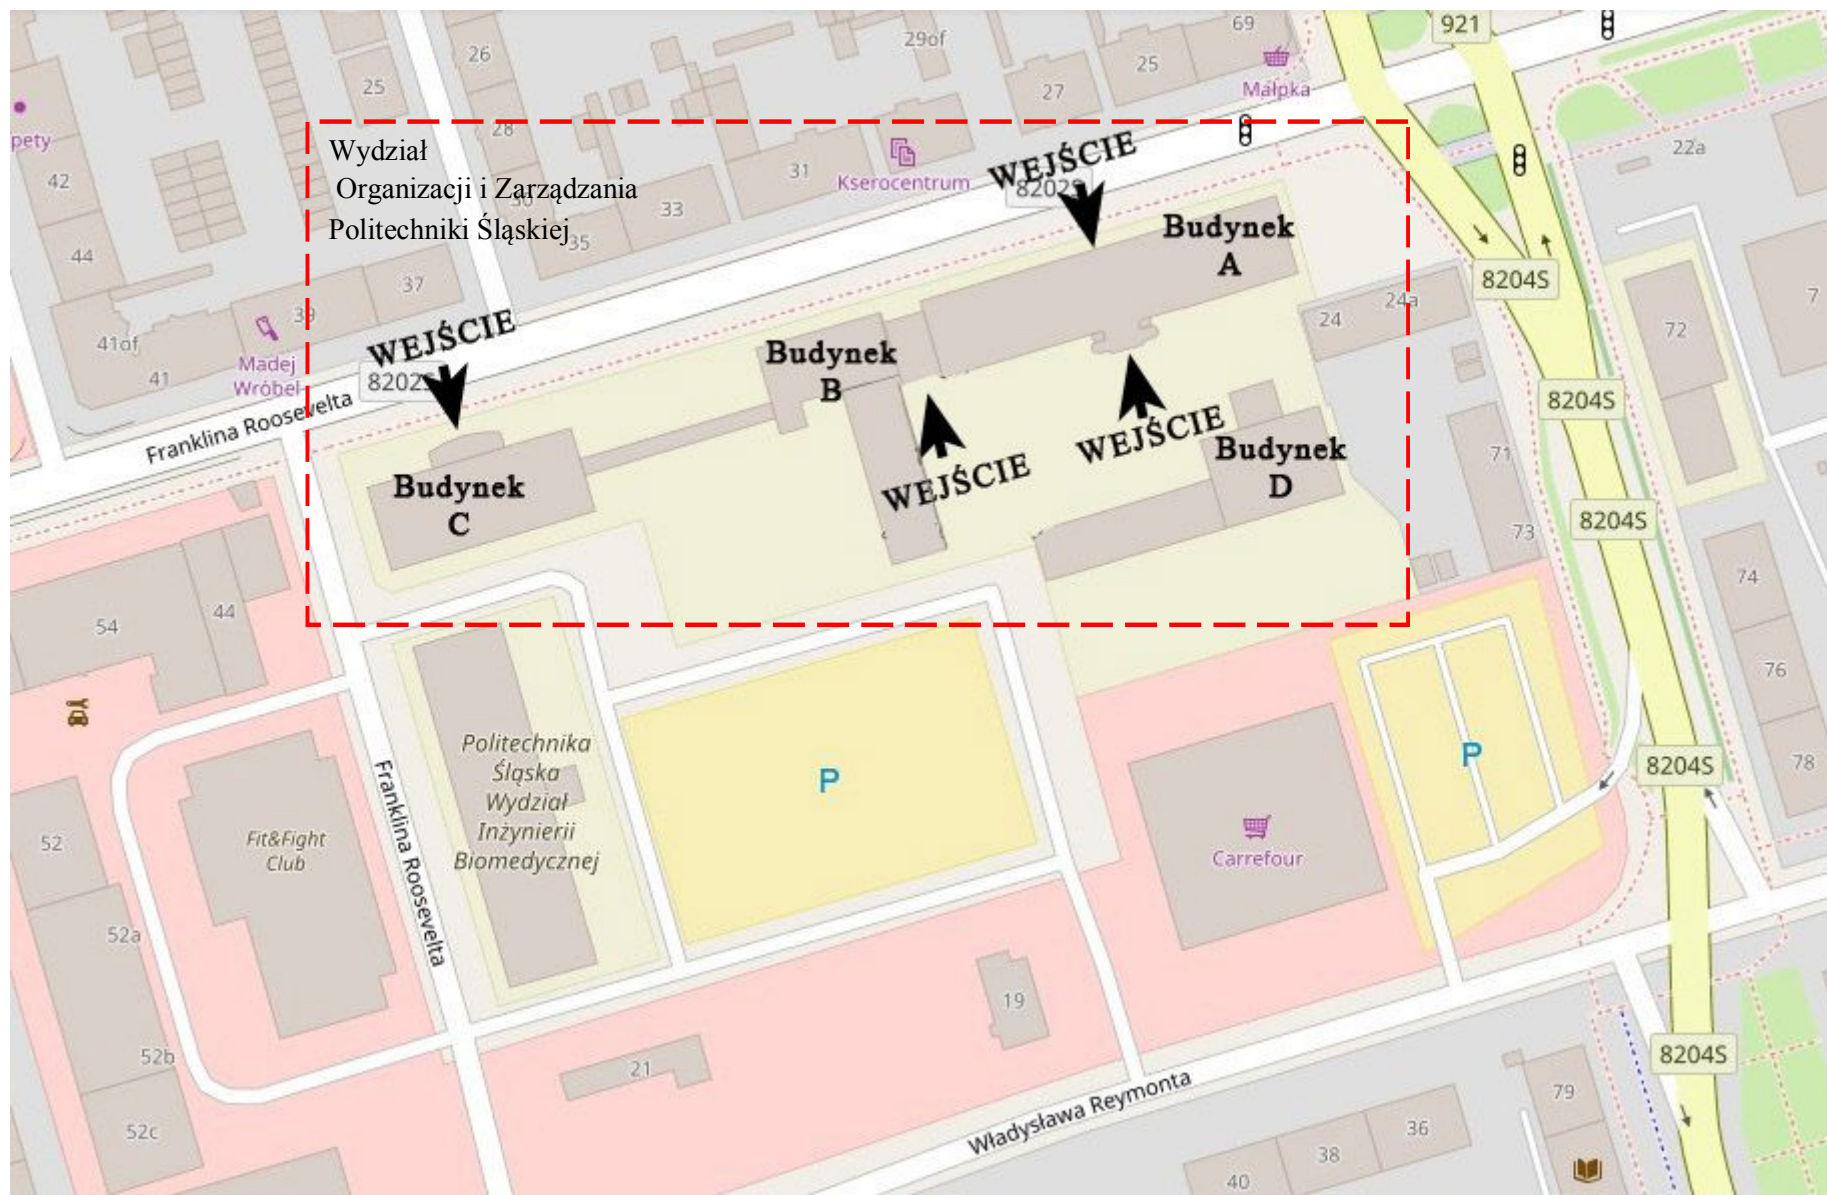 921
69
29of
26
25
25
27
Małpka
pety
28
Wydział
Organizacji i Zarządzania
Politechniki Śląskiej
31
Kserocentrum
WEJŚCIE
8202S
22a
42
30
33
35
Budynek
A
44
37
39
8204S
24a
24
7
72
41of
41
Madej
Wróbel
WEJŚCIE
8202S
Budynek
B
8204S
Franklina Roosevelta
WEJŚCIE
WEJŚCIE
Budynek
C
Budynek
D
71
73
8204S
74
54
44
76
78
8204S
Politechnika
Śląska
Wydział
Inżynierii
Biomedycznej
P
P
Franklina Roosevelta
52
Fit&Fight
Club
Carrefour
52a
52b
52c
19
21
8204S
Władysława Reymonta
79
36
38
40